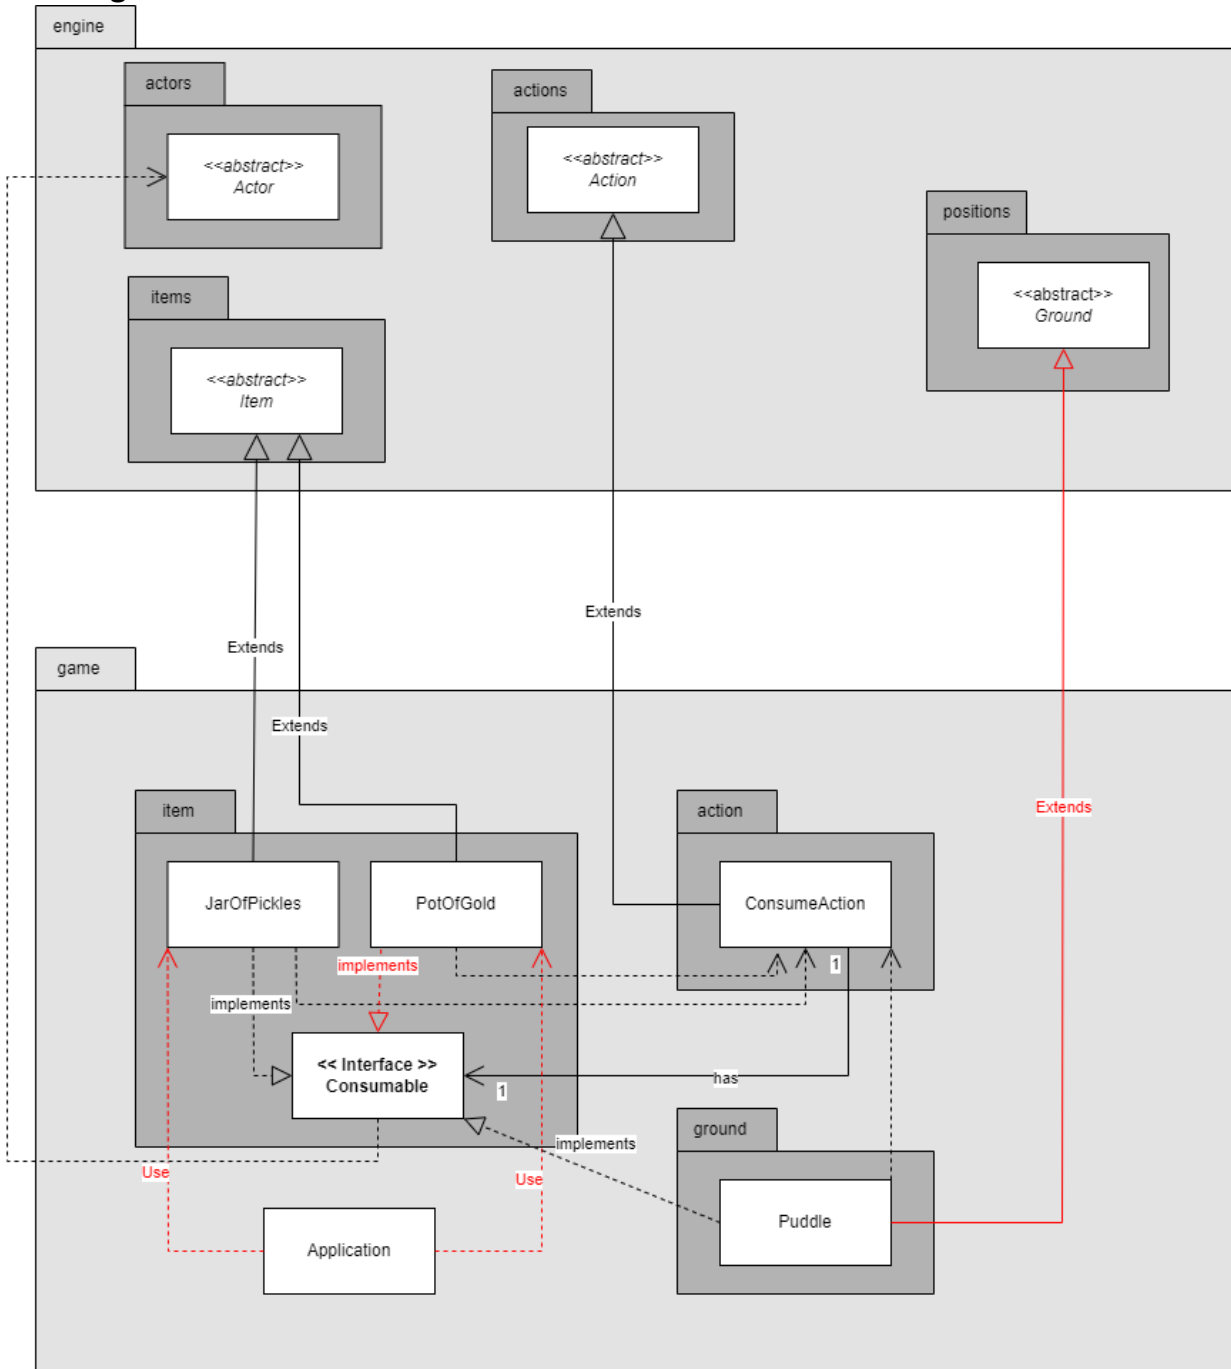 engine
actors
actions
<<abstract>>
Actor
<<abstract>>
Action
positions
items
<<abstract>>
Ground
<<abstract>>
Item
Extends
Extends
game
Extends
item
action
Extends
JarOfPickles
PotOfGold
ConsumeAction
implements
1
implements
<< Interface >>
Consumable
has
1
ground
implements
Use
Use
Puddle
Application